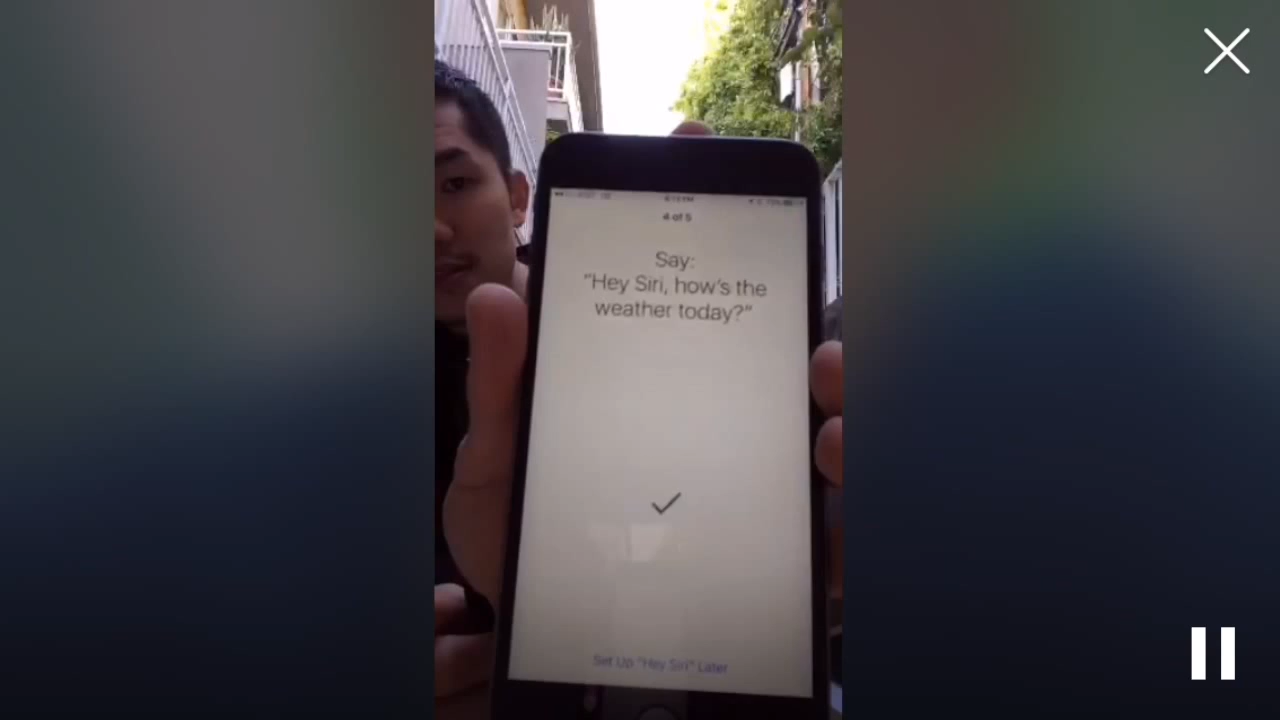 4 of 5
Say:
“Hey Siri, how's the
weather today?”
Set Up “Hey Siri” Later